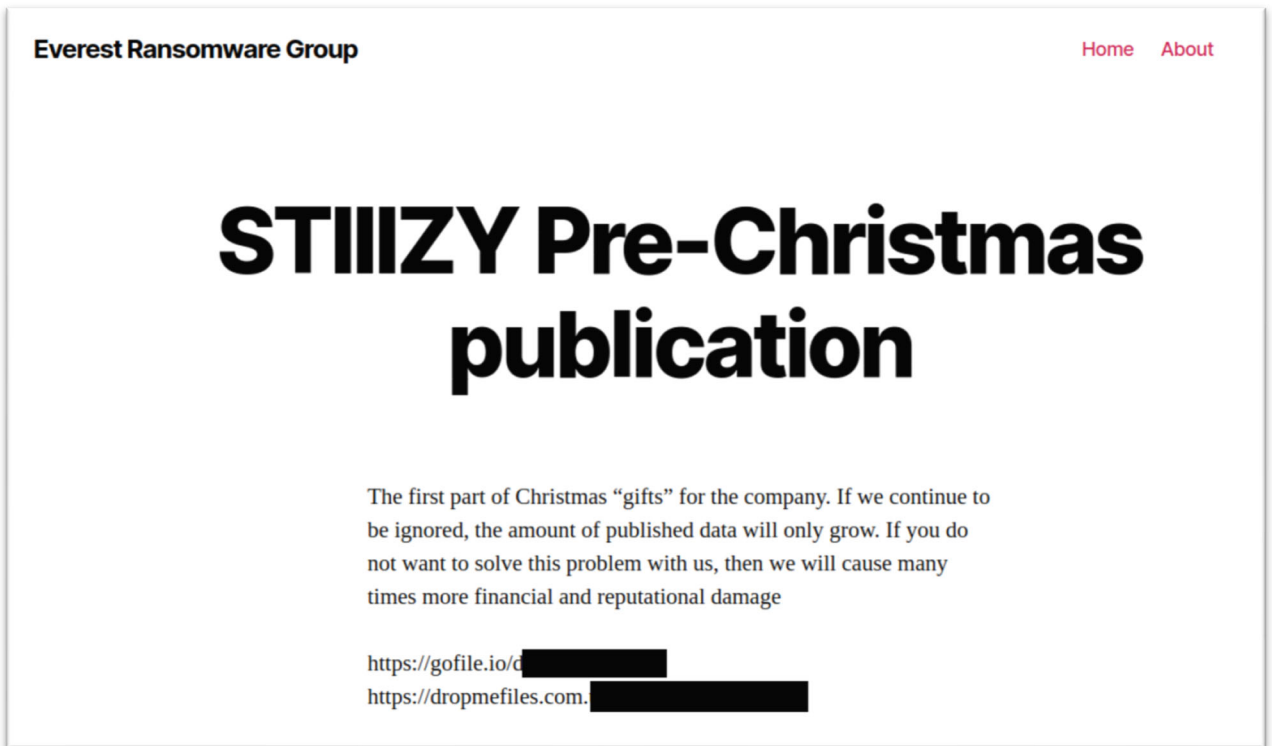 Everest Ransomware Group
Home About
STIIIZY Pre-Christmas
publication
The first part of Christmas “gifts” for the company. If we continue to
be ignored, the amount of published data will only grow. If you do
not want to solve this problem with us, then we will cause many
times more financial and reputational damage
https://gofile.io/d
https://dropmefiles.com.